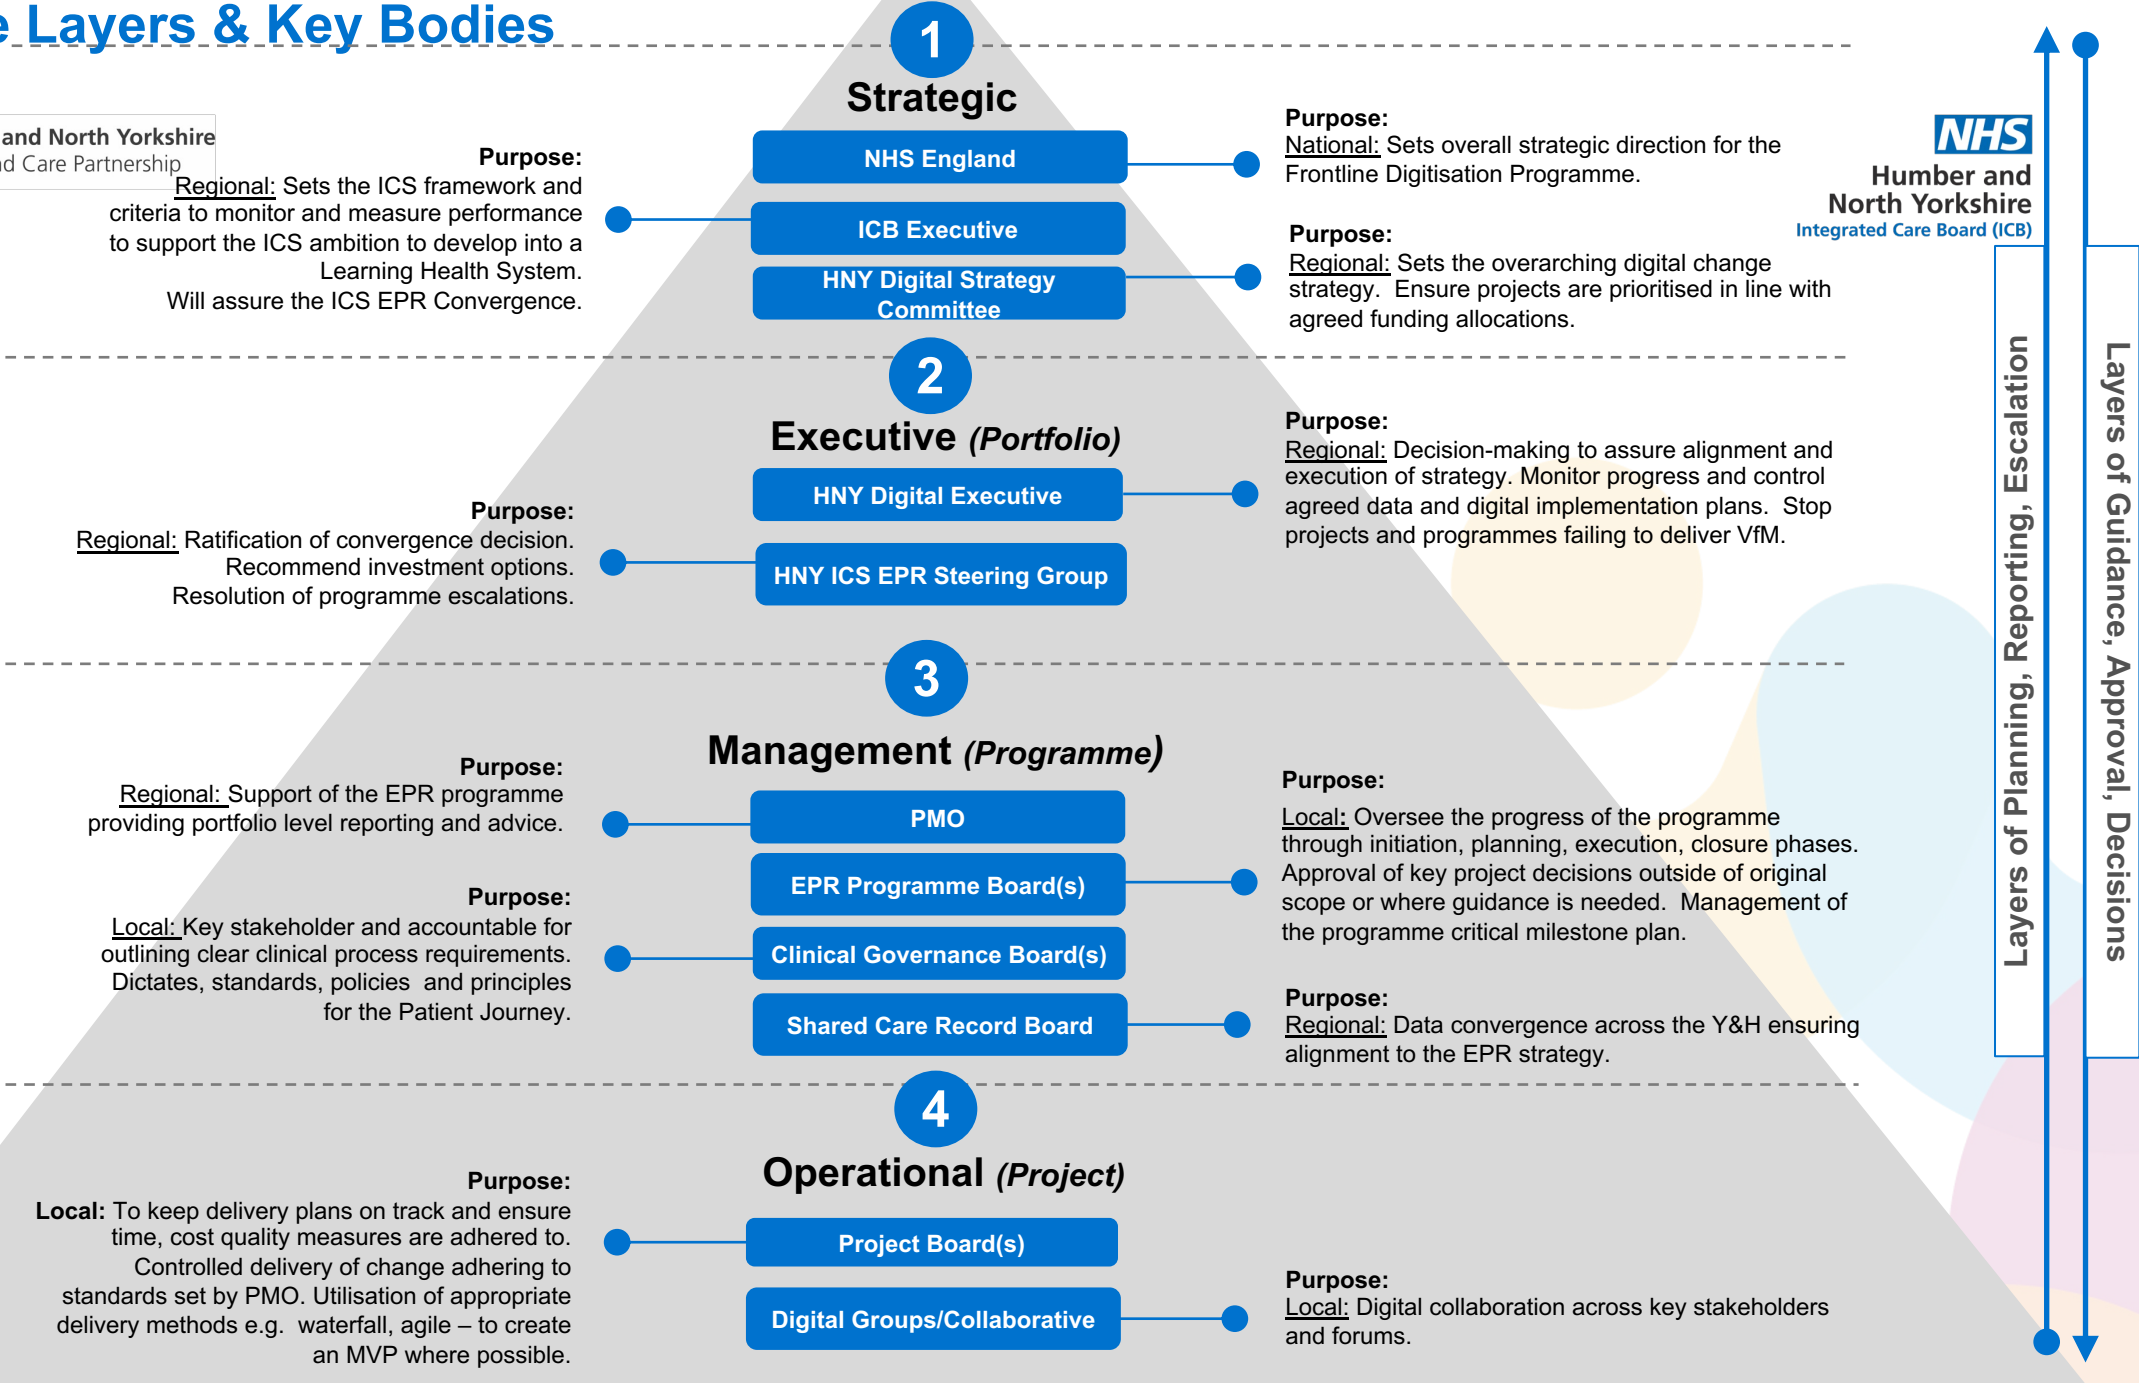 e Layers & Key Bodies
1
Strategic
and North Yorkshire
d Care Partnership
Purpose:
Regional: Sets the ICS framework and
criteria to monitor and measure performance
to support the ICS ambition to develop into a
Learning Health System.
Will assure the ICS EPR Convergence.
NHS England
ICB Executive
HNY Digital Strategy
Committee
Purpose:
National: Sets overall strategic direction for the
Frontline Digitisation Programme.
Purpose:
Regional: Sets the overarching digital change
strategy.  Ensure projects are prioritised in line with
agreed funding allocations.
NHS
Humber and
North Yorkshire
Integrated Care Board (ICB)
2
Executive (Portfolio)
Purpose:
Regional: Ratification of convergence decision.
Recommend investment options.
Resolution of programme escalations.
HNY Digital Executive
HNY ICS EPR Steering Group
Purpose:
Regional: Decision-making to assure alignment and
execution of strategy. Monitor progress and control
agreed data and digital implementation plans.  Stop
projects and programmes failing to deliver VfM.
3
Management (Programme)
Purpose:
Regional: Support of the EPR programme
providing portfolio level reporting and advice.
Purpose:
Local: Key stakeholder and accountable for
outlining clear clinical process requirements.
Dictates, standards, policies  and principles
for the Patient Journey.
PMO
EPR Programme Board(s)
Clinical Governance Board(s)
Shared Care Record Board
Purpose:
Local: Oversee the progress of the programme
through initiation, planning, execution, closure phases.
Approval of key project decisions outside of original
scope or where guidance is needed.  Management of
the programme critical milestone plan.
Purpose:
Regional: Data convergence across the Y&H ensuring
alignment to the EPR strategy.
4
Operational (Project)
Purpose:
Local: To keep delivery plans on track and ensure
time, cost quality measures are adhered to.
Controlled delivery of change adhering to
standards set by PMO. Utilisation of appropriate
delivery methods e.g.  waterfall, agile – to create
an MVP where possible.
Project Board(s)
Digital Groups/Collaborative
Purpose:
Local: Digital collaboration across key stakeholders
and forums.
Layers of Planning, Reporting, Escalation
Layers of Guidance, Approval, Decisions